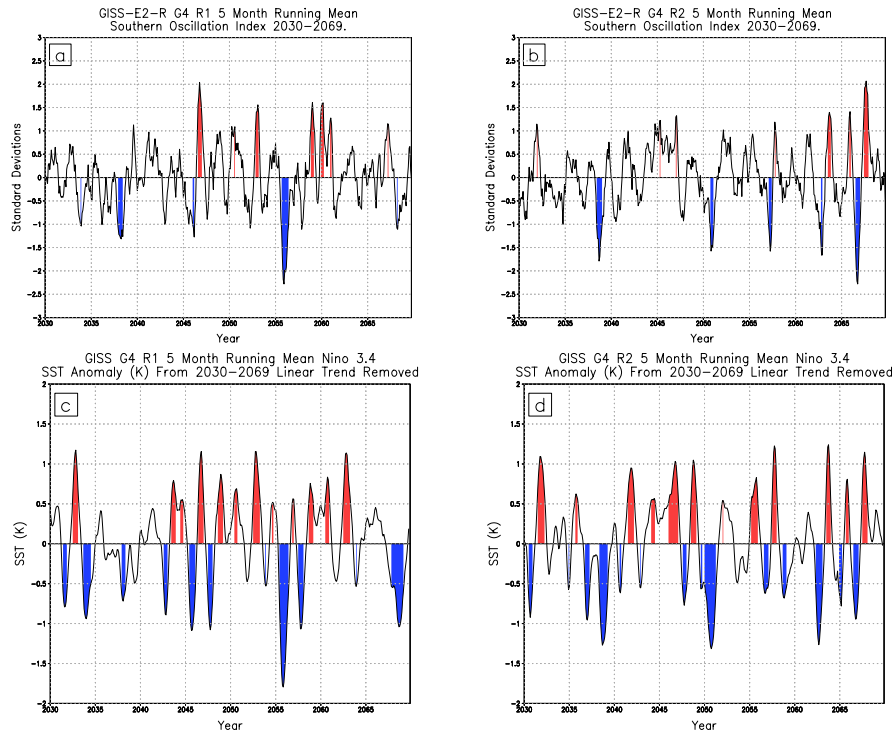 GISS-E2-R G4 R1 5 Month Running Mean
Southern Oscillation Index 2030-2069.
a
3
2.5
2
1.5
1
0.5
0
-0.5
-1
-1.5
-2
-2.5
-3
Standard Deviations
2030 2035 2040 2045 2050 2055 2060 2065
Year
GISS-E2-R G4 R2 5 Month Running Mean
Southern Oscillation Index 2030-2069.
b
3
2.5
2
1.5
1
0.5
0
-0.5
-1
-1.5
-2
-2.5
-3
Standard Deviations
2030 2035 2040 2045 2050 2055 2060 2065
Year
GISS G4 R1 5 Month Running Mean Nino 3.4
SST Anomaly (K) From 2030-2069 Linear Trend Removed
c
2
1.5
1
0.5
0
-0.5
-1
-1.5
-2
SST (K)
2030 2035 2040 2045 2050 2055 2060 2065
Year
GISS G4 R2 5 Month Running Mean Nino 3.4
SST Anomaly (K) From 2030-2069 Linear Trend Removed
d
2
1.5
1
0.5
0
-0.5
-1
-1.5
-2
SST (K)
2030 2035 2040 2045 2050 2055 2060 2065
Year